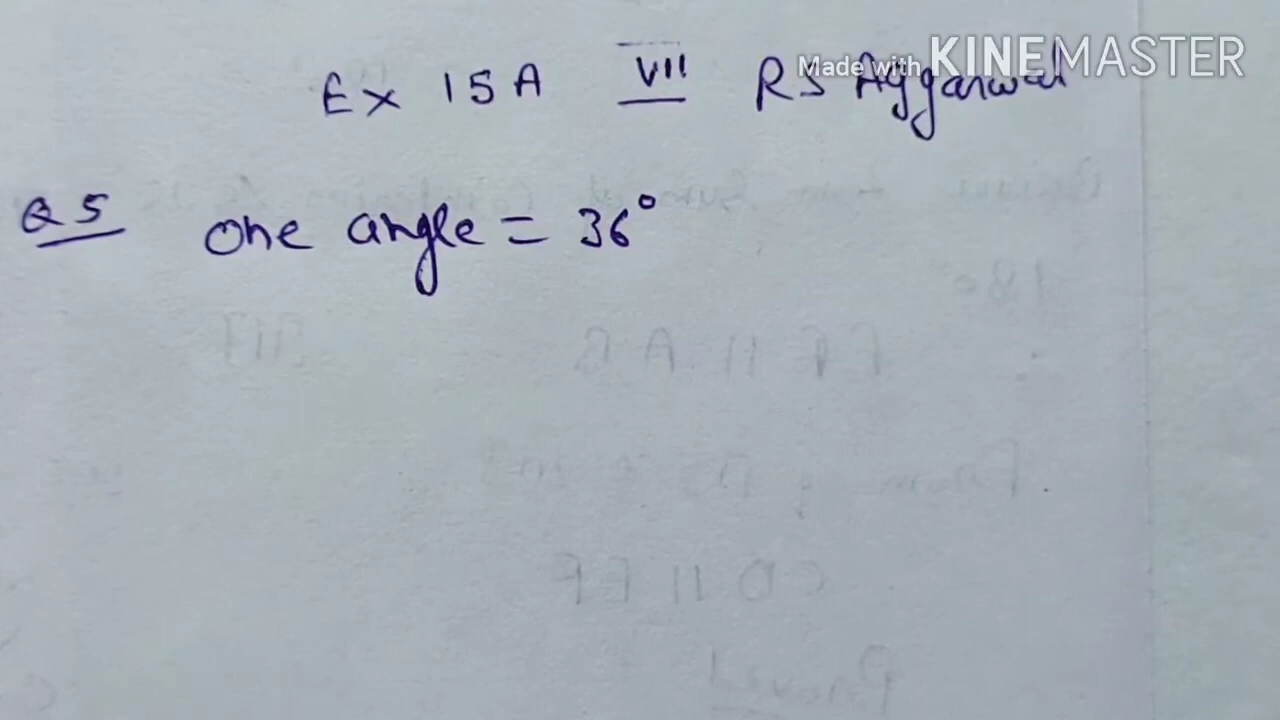 Made with KINEMASTER
Ex 15A VII RS Aggarwal
Q5 One angle = 36°